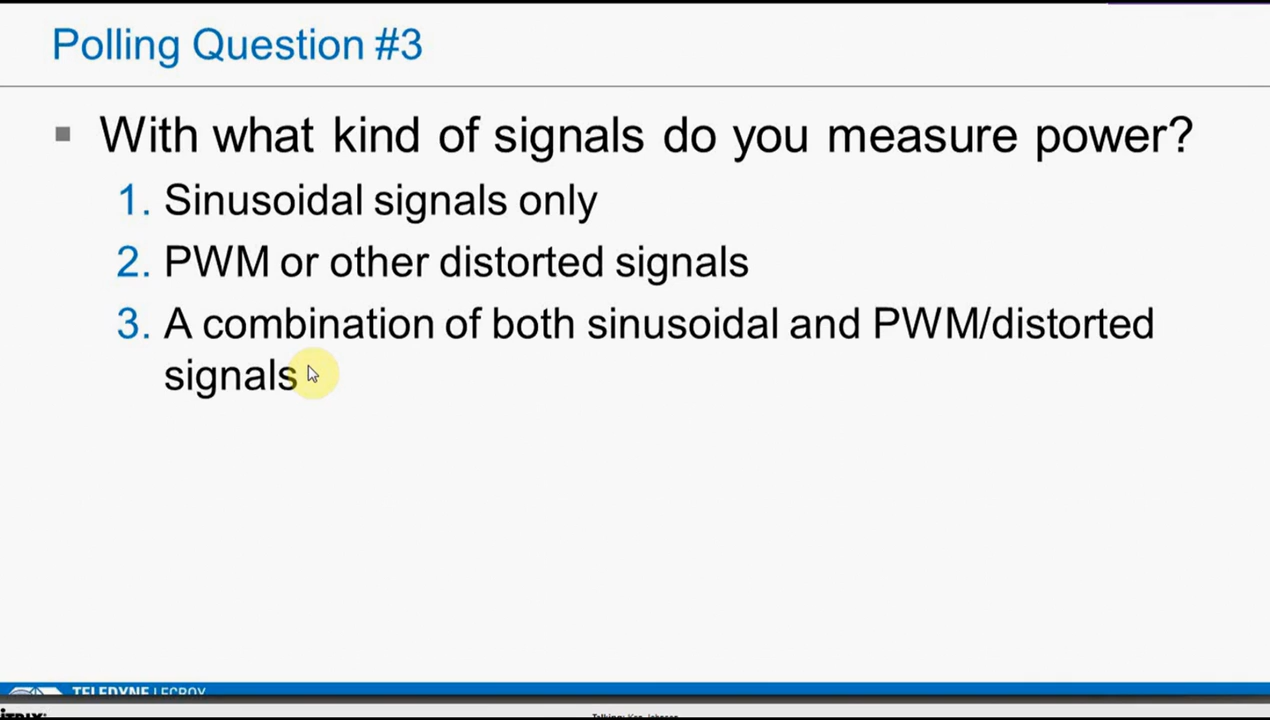 Polling Question #3
With what kind of signals do you measure power?
1. Sinusoidal signals only
2. PWM or other distorted signals
3. A combination of both sinusoidal and PWM/distorted
signals
TELEDYNE LECROY